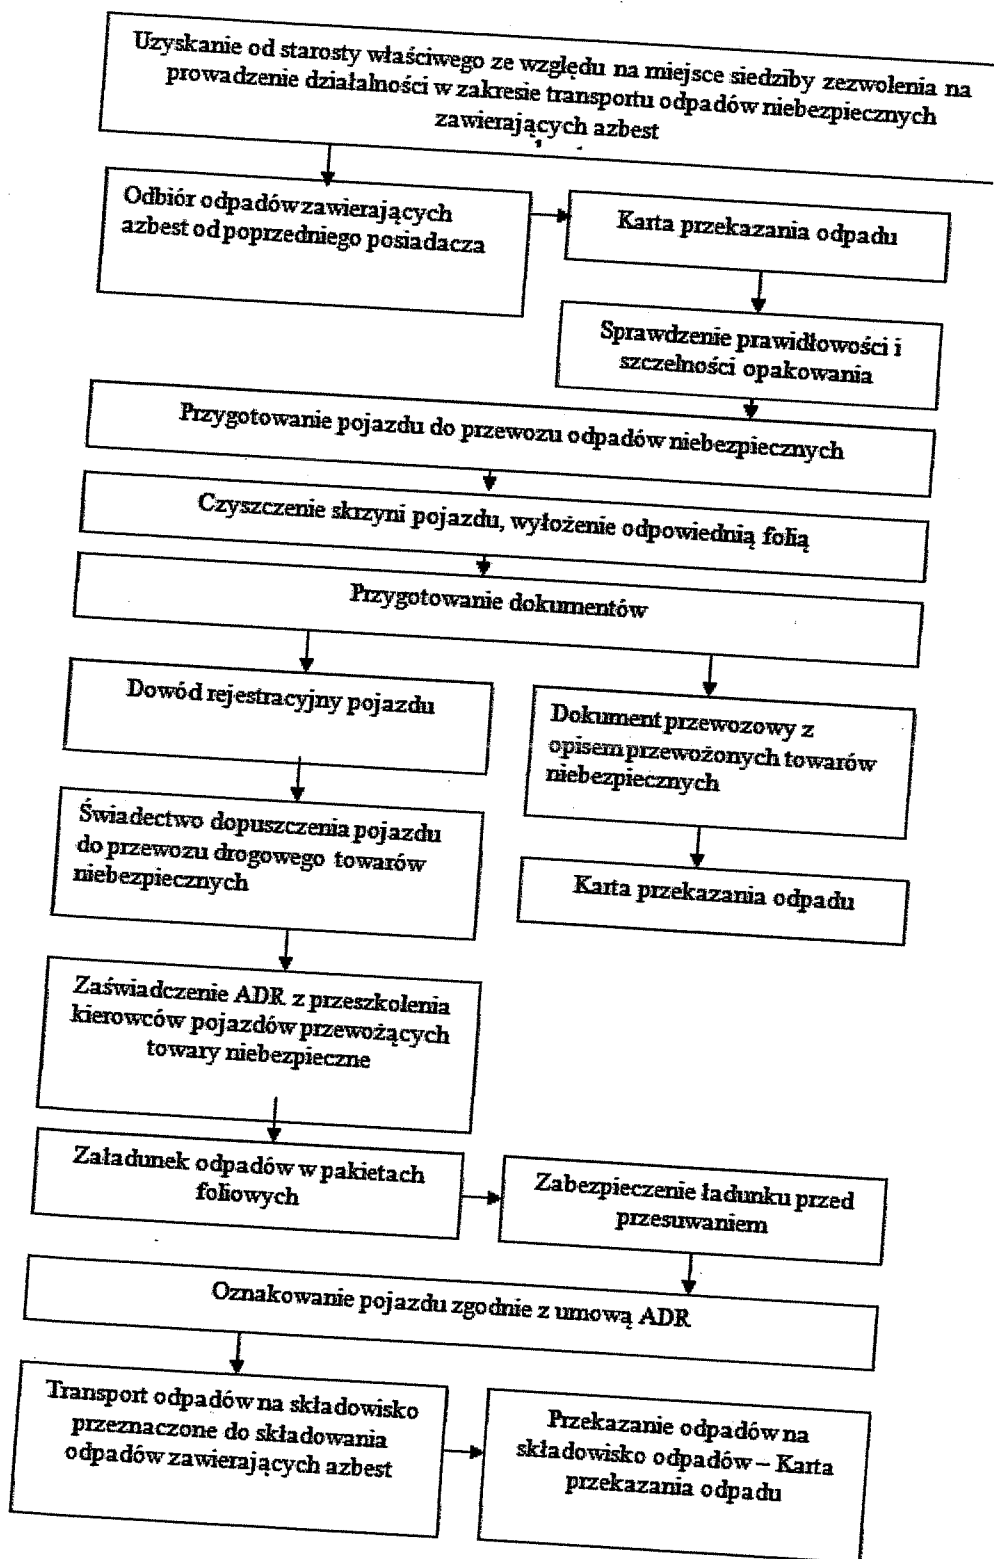 Uzyskanie od starosty właściwego ze względu na miejsce siedziby zezwolenia na
prowadzenie działalności w zakresie transportu odpadów niebezpiecznych
zawierających azbest
Odbiór odpadów zawierających
azbest od poprzedniego posiadacza
Karta przekazania odpadu
Sprawdzenie prawidłowości i
szczelności opakowania
Przygotowanie pojazdu do przewozu odpadów niebezpiecznych
Czyszczenie skrzyni pojazdu, wyłożenie odpowiednią folią
Przygotowanie dokumentów
Dowód rejestracyjny pojazdu
Dokument przewozowy z
opisem przewożonych towarów
niebezpiecznych
Świadectwo dopuszczenia pojazdu
do przewozu drogowego towarów
niebezpiecznych
Karta przekazania odpadu
Zaświadczenie ADR z przeszkolenia
kierowców pojazdów przewożących
towary niebezpieczne
Załadunek odpadów w pakietach
foliowych
Zabezpieczenie ładunku przed
przesuwaniem
Oznakowanie pojazdu zgodnie z umową ADR
Transport odpadów na składowisko
przeznaczone do składowania
odpadów zawierających azbest
Przekazanie odpadów na
składowisko odpadów – Karta
przekazania odpadu